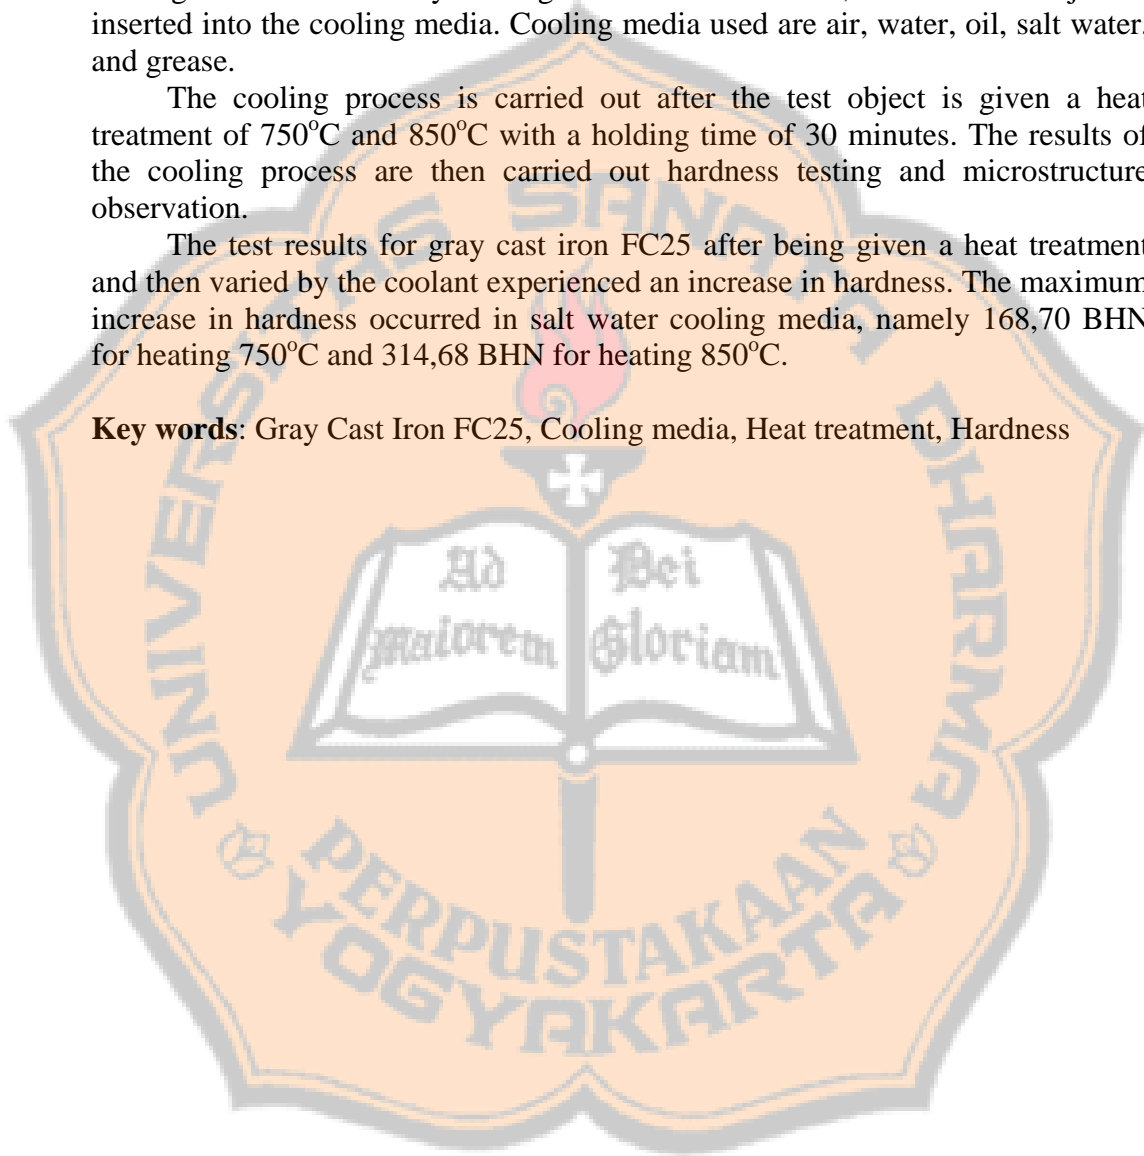 inserted into the cooling media. Cooling media used are air, water, oil, salt water,
and grease.
The cooling process is carried out after the test object is given a heat
treatment of 750°C and 850°C with a holding time of 30 minutes. The results of
the cooling process are then carried out hardness testing and microstructure
observation.
The test results for gray cast iron FC25 after being given a heat treatment
and then varied by the coolant experienced an increase in hardness. The maximum
increase in hardness occurred in salt water cooling media, namely 168,70 BHN
for heating 750°C and 314,68 BHN for heating 850°C.
Key words: Gray Cast Iron FC25, Cooling media, Heat treatment, Hardness
UNIVERSITAS SANATA DHARMA
Ad Dei
maiorem Gloriam
PERPUSTAKAAN
YOGYAKARTA